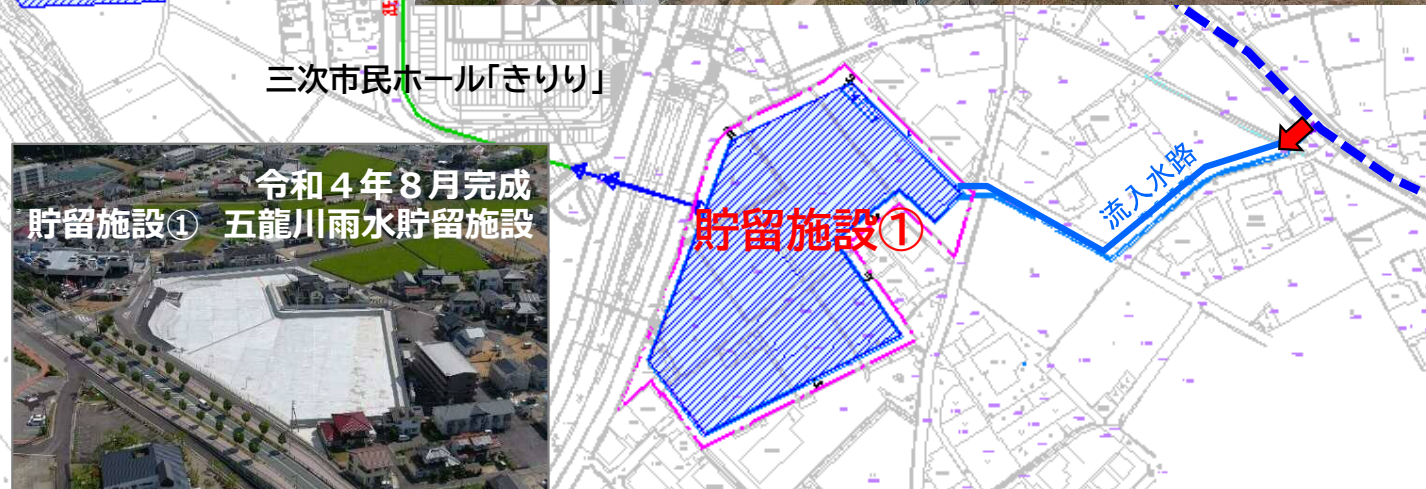 三次市民ホール「きりり」
令和４年８月完成
貯留施設① 五龍川雨水貯留施設
貯留施設①
流入水路